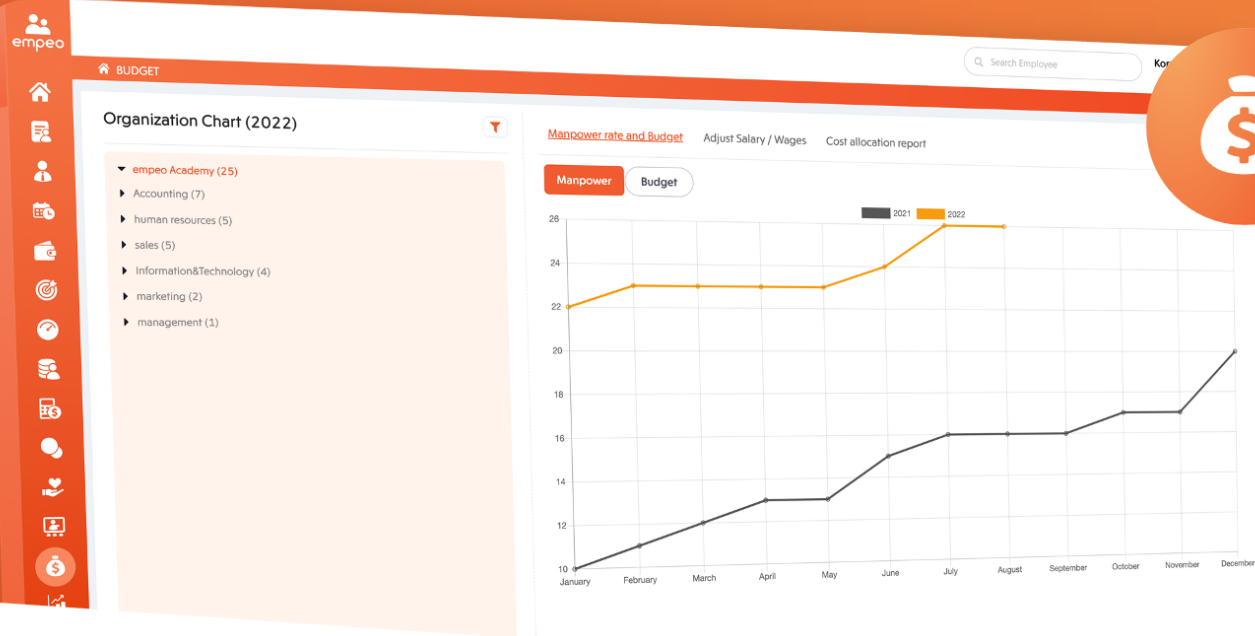 empeo
Search Employee
BUDGET
Organization Chart (2022)
empeo Academy (25)
Accounting (7)
human resources (5)
sales (5)
Information&Technology (4)
marketing (2)
management (1)
Manpower rate and Budget
Adjust Salary / Wages
Cost allocation report
Manpower
Budget
2021
2022
26
24
22
20
18
16
14
12
10
January
February
March
April
May
June
July
August
September
October
November
December
$